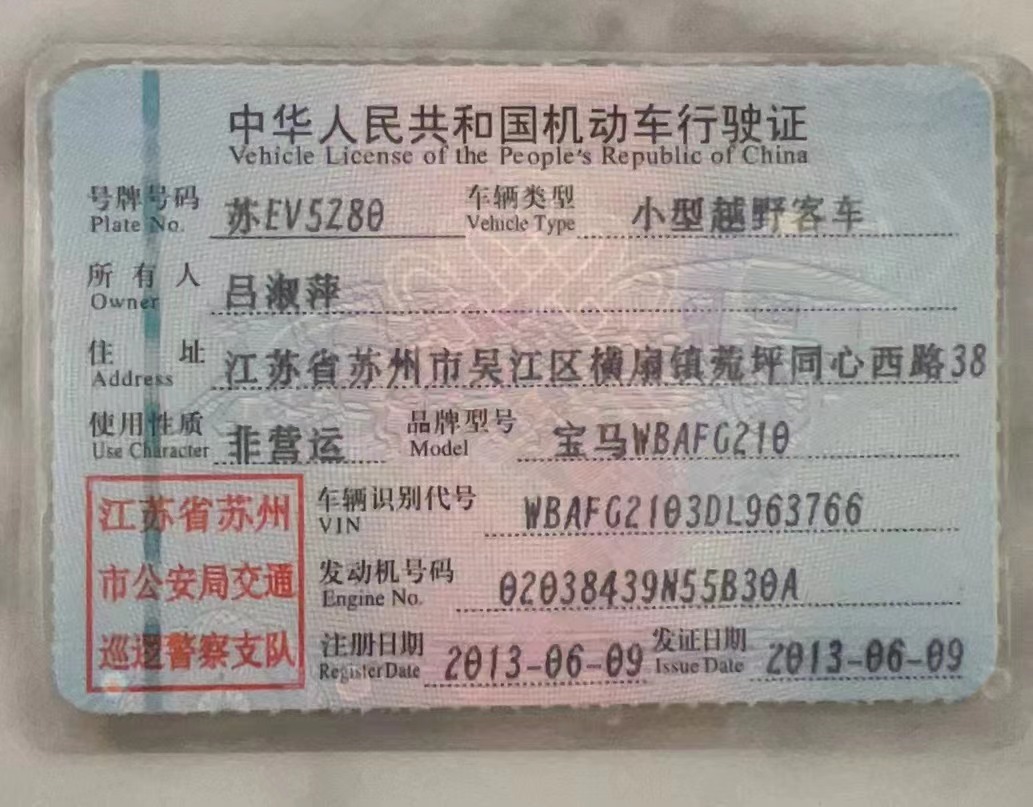 中华人民共和国机动车行驶证
Vehicle License of the People's Republic of China
号牌号码 苏EV5Z80 车辆类型 小型越野客车
Plate No. Vehicle Type
所有人 吕淑萍
Owner
住址 江苏省苏州市吴江区横扇镇菀坪同心西路38
Address
使用性质 非营运 品牌型号 宝马WBAFG210
Use Character Model
江苏省苏州
市公安局交通
巡逻警察支队
车辆识别代号 WBAFG2103DL963766
VIN
发动机号码 02038439N55B30A
Engine No.
注册日期 2013-06-09 发证日期 2013-06-09
Register Date Issue Date